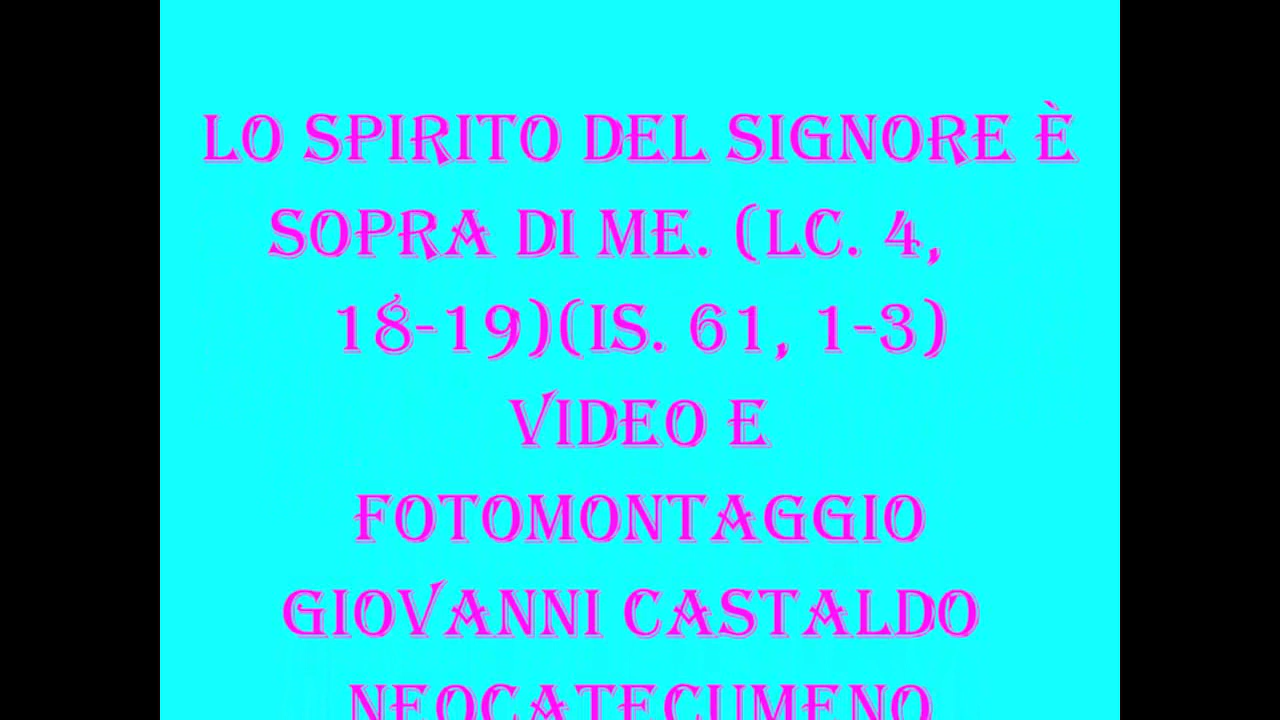 LO SPIRITO DEL SIGNORE È
SOPRA DI ME. (LC. 4,
18-19)(IS. 61, 1-3)
VIDEO E
FOTOMONTAGGIO
GIOVANNI CASTALDO
NEOCATECUMENO